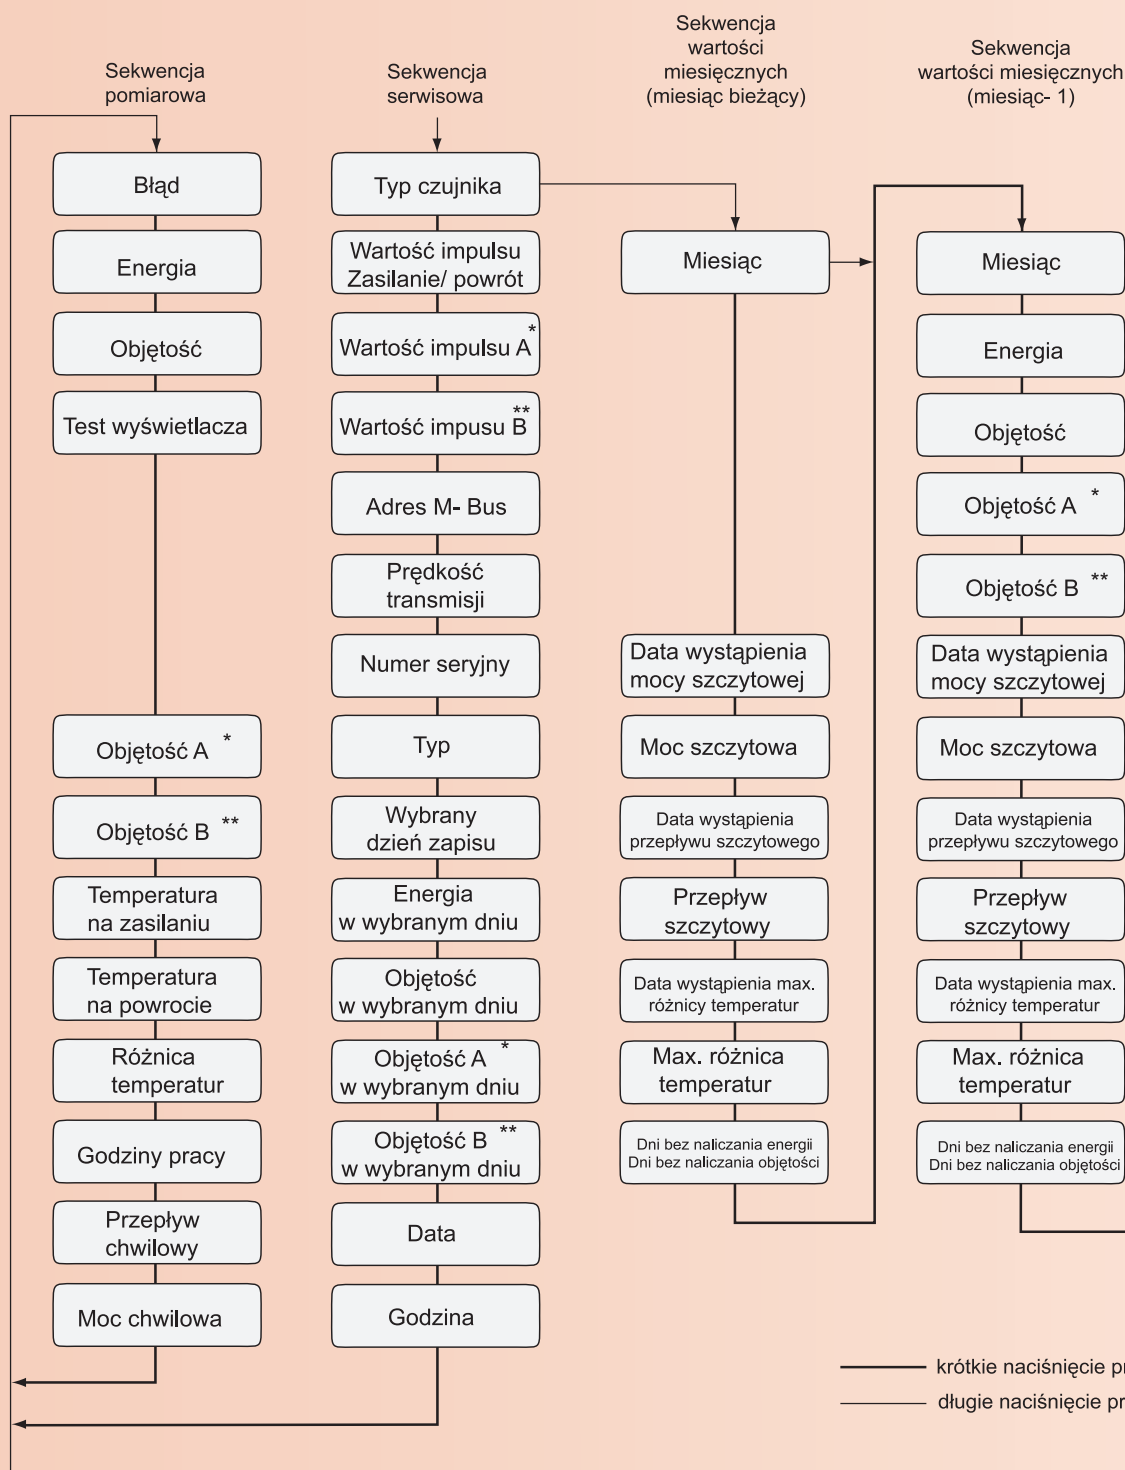 Sekwencja
pomiarowa
Błąd
Energia
Objętość
Test wyświetlacza
Objętość A *
Objętość B **
Temperatura
na zasilaniu
Temperatura
na powrocie
Różnica
temperatur
Godziny pracy
Przepływ
chwilowy
Moc chwilowa
Sekwencja
serwisowa
Typ czujnika
Wartość impulsu
Zasilanie/ powrót
Wartość impulsu A *
Wartość impusu B **
Adres M- Bus
Prędkość
transmisji
Numer seryjny
Typ
Wybrany
dzień zapisu
Energia
w wybranym dniu
Objętość
w wybranym dniu
Objętość A *
w wybranym dniu
Objętość B **
w wybranym dniu
Data
Godzina
Sekwencja
wartości
miesięcznych
(miesiąc bieżący)
Miesiąc
Data wystąpienia
mocy szczytowej
Moc szczytowa
Data wystąpienia
przepływu szczytowego
Przepływ
szczytowy
Data wystąpienia max.
różnicy temperatur
Max. różnica
temperatur
Dni bez naliczania energii
Dni bez naliczania objętości
Sekwencja
wartości miesięcznych
(miesiąc- 1)
Miesiąc
Energia
Objętość
Objętość A *
Objętość B **
Data wystąpienia
mocy szczytowej
Moc szczytowa
Data wystąpienia
przepływu szczytowego
Przepływ
szczytowy
Data wystąpienia max.
różnicy temperatur
Max. różnica
temperatur
Dni bez naliczania energii
Dni bez naliczania objętości
krótkie naciśnięcie
długie naciśnięcie